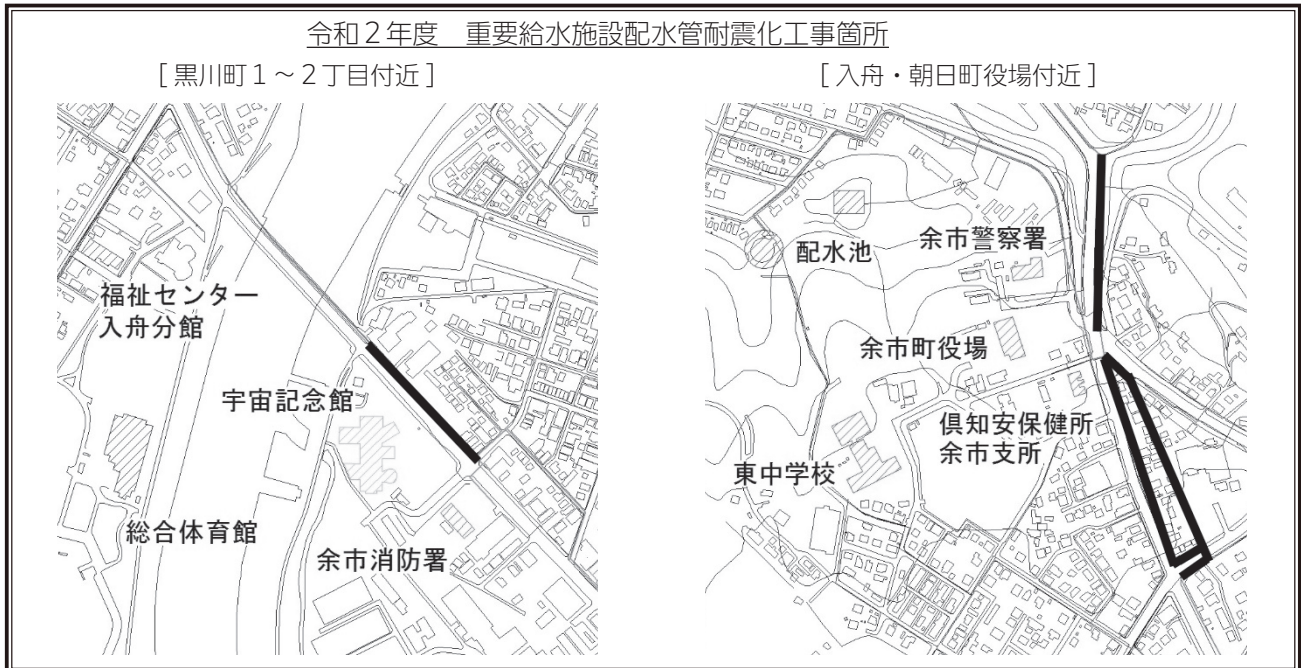 令和２年度　重要給水施設配水管耐震化工事箇所
［黒川町１～２丁目付近］
福祉センター
入舟分館
宇宙記念館
総合体育館
余市消防署
［入舟・朝日町役場付近］
余市警察署
配水池
余市町役場
倶知安保健所
余市支所
東中学校